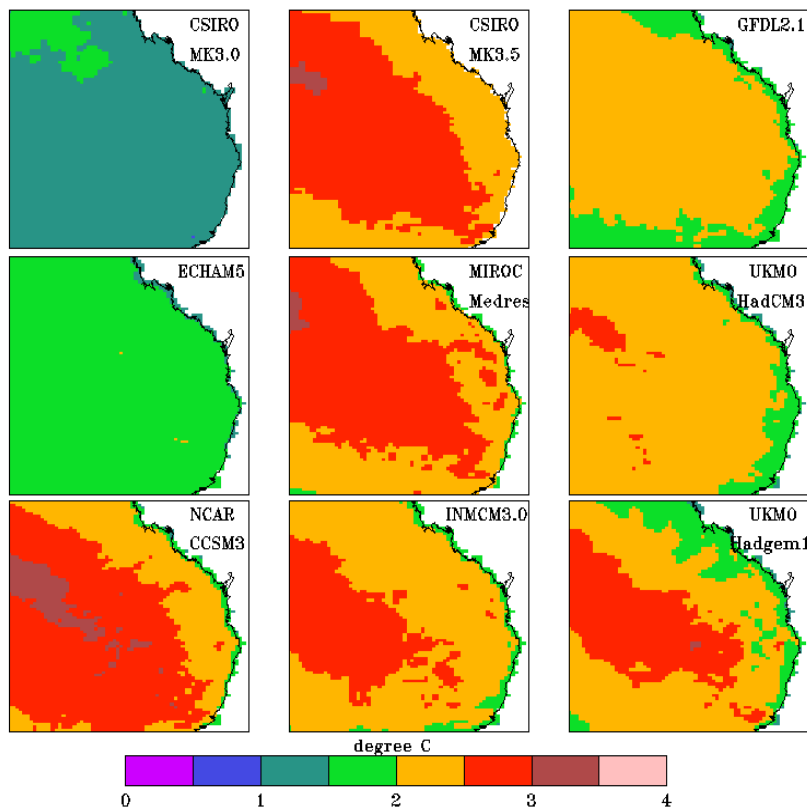 CSIRO
MK3.0
CSIRO
MK3.5
GFDL2.1
ECHAM5
MIROC
Medres
UKMO
HadCM3
NCAR
CCSM3
INMCM3.0
UKMO
Hadgem1
degree C
0 1 2 3 4